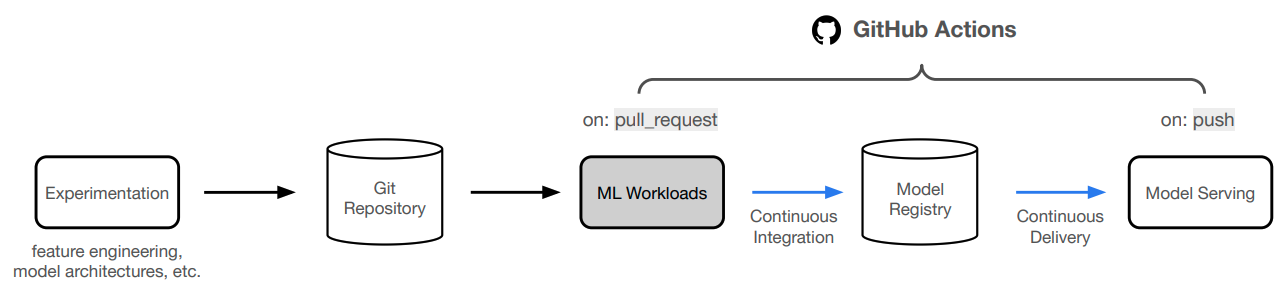 GitHub Actions
on: pull_request
on: push
Experimentation
Git
Repository
ML Workloads
Model
Registry
Model Serving
Continuous
Integration
Continuous
Delivery
feature engineering,
model architectures, etc.